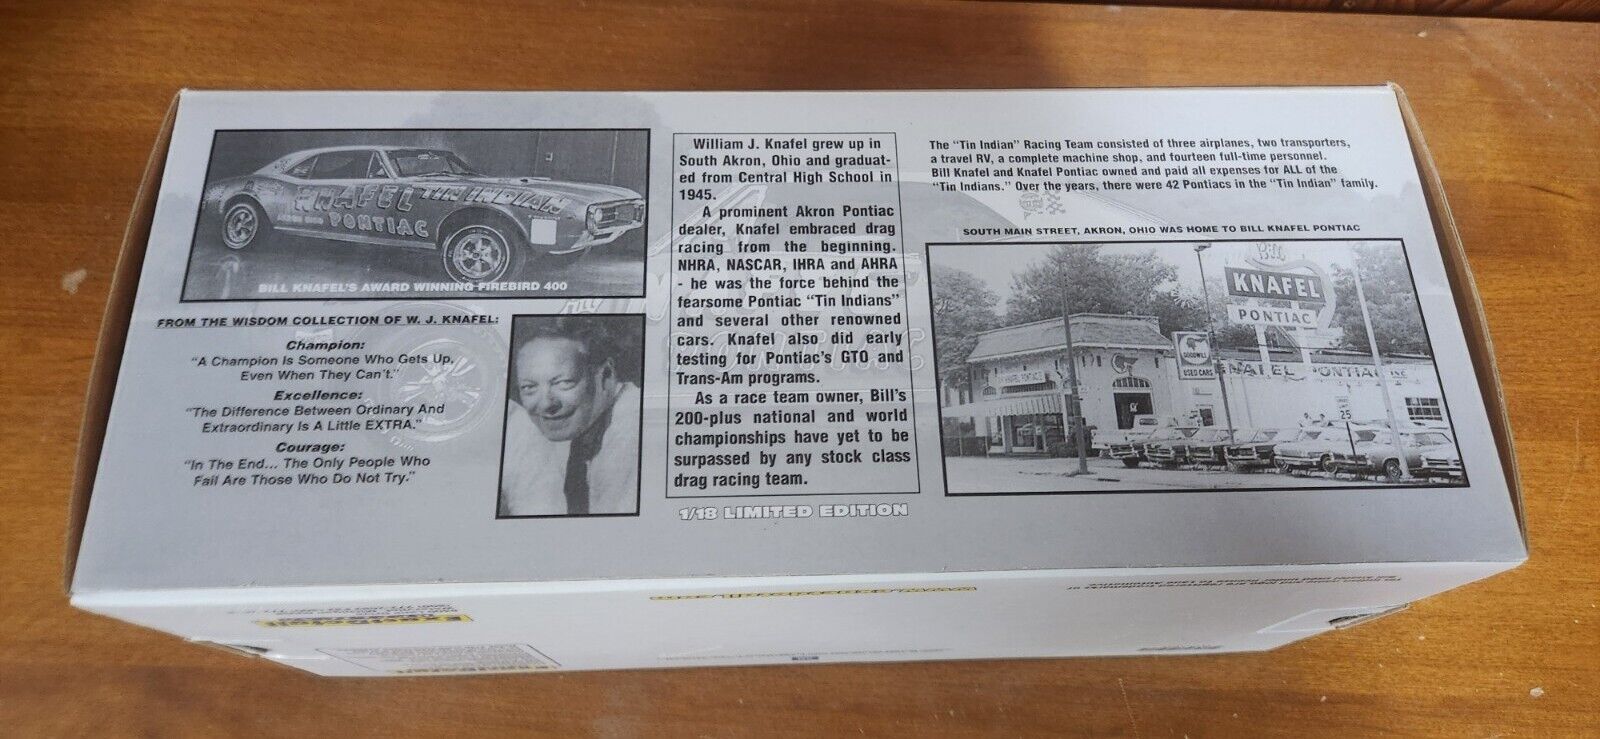 KNAFEL TIN INDIAN
AKRON OHIO PONTIAC
BILL KNAFEL'S AWARD WINNING FIREBIRD 400
FROM THE WISDOM COLLECTION OF W. J. KNAFEL:
Champion:
"A Champion Is Someone Who Gets Up,
Even When They Can't."
Excellence:
"The Difference Between Ordinary And
Extraordinary Is A Little EXTRA."
Courage:
"In The End... The Only People Who
Fail Are Those Who Do Not Try."
William J. Knafel grew up in
South Akron, Ohio and graduat-
ed from Central High School in
1945.
A prominent Akron Pontiac
dealer, Knafel embraced drag
racing from the beginning.
NHRA, NASCAR, IHRA and AHRA
- he was the force behind the
fearsome Pontiac "Tin Indians"
and several other renowned
cars. Knafel also did early
testing for Pontiac's GTO and
Trans-Am programs.
As a race team owner, Bill's
200-plus national and world
championships have yet to be
surpassed by any stock class
drag racing team.
1/18 LIMITED EDITION
The "Tin Indian" Racing Team consisted of three airplanes, two transporters,
a travel RV, a complete machine shop, and fourteen full-time personnel.
Bill Knafel and Knafel Pontiac owned and paid all expenses for ALL of the
"Tin Indians." Over the years, there were 42 Pontiacs in the "Tin Indian" family.
SOUTH MAIN STREET, AKRON, OHIO WAS HOME TO BILL KNAFEL PONTIAC
Bill
KNAFEL
PONTIAC
GOODWILL
USED CARS
KNAFEL PONTIAC INC
25